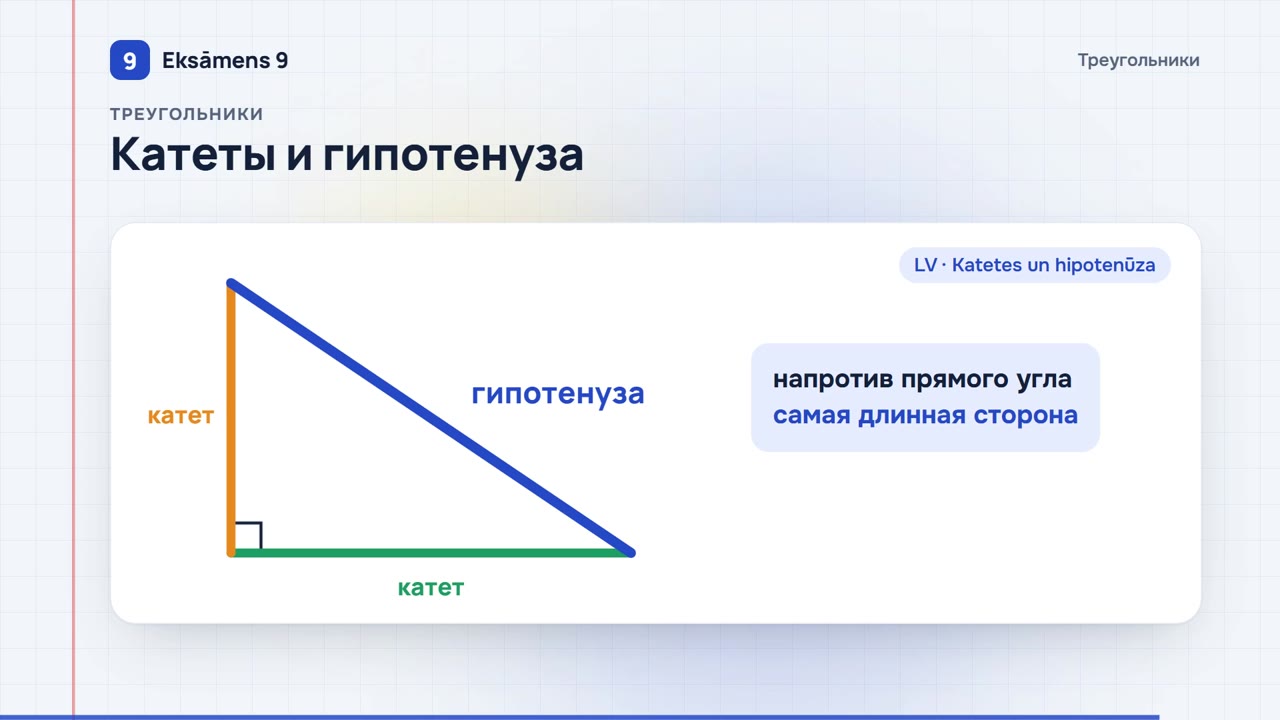 9 Eksāmens 9
Треугольники
ТРЕУГОЛЬНИКИ
Катеты и гипотенуза
LV · Katetes un hipotenūza
напротив прямого угла
самая длинная сторона
гипотенуза
катет
катет